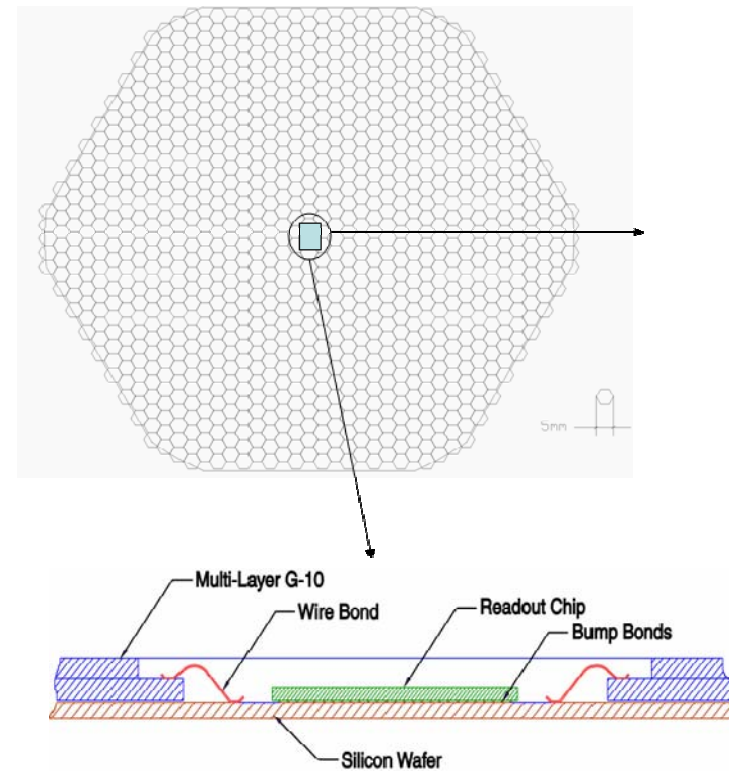 5mm
Multi-Layer G-10
Wire Bond
Readout Chip
Bump Bonds
Silicon Wafer